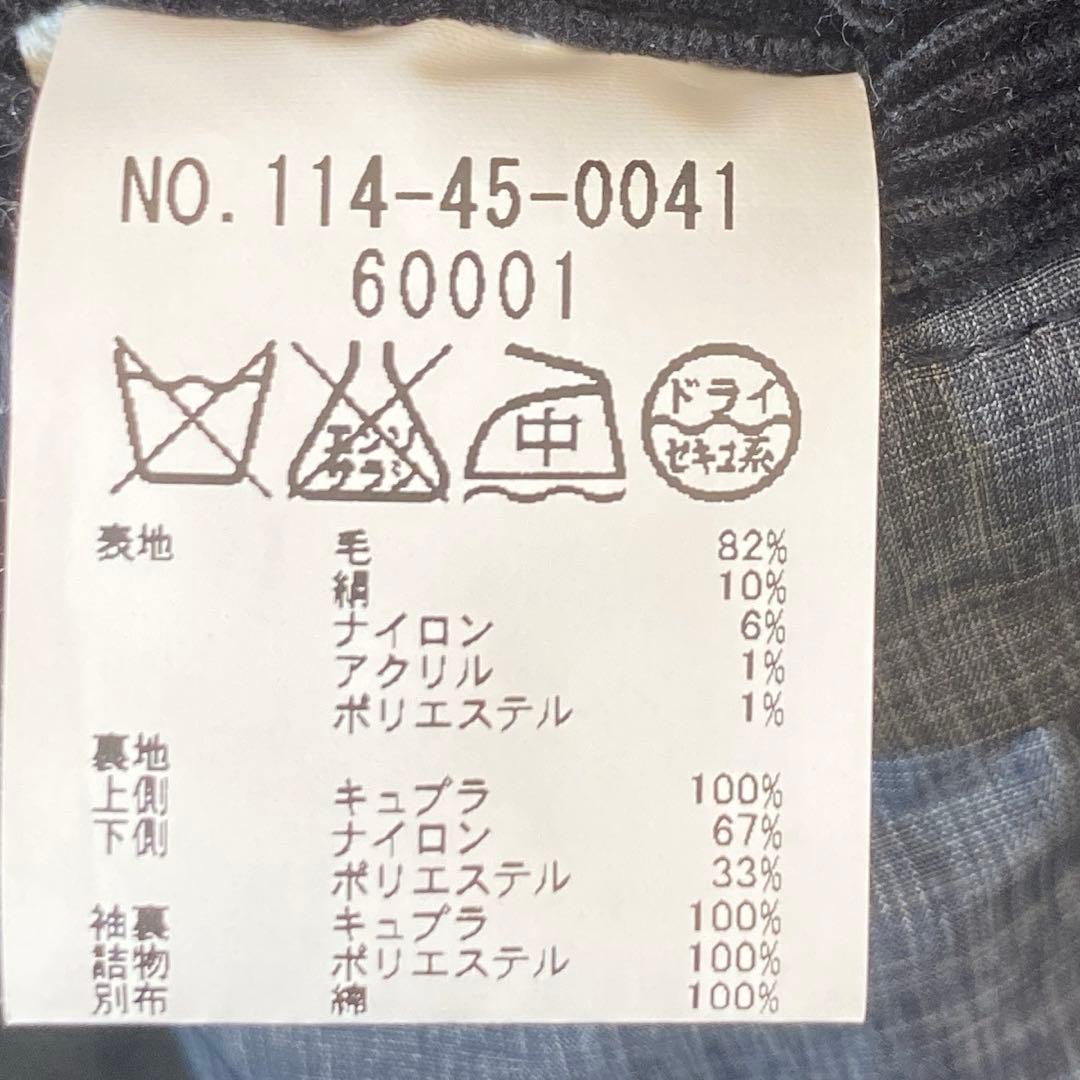 NO. 114-45-0041
60001
エンソ サラシ 中 ドライ セキユ系
表地 毛 82%
絹 10%
ナイロン 6%
アクリル 1%
ポリエステル 1%
裏地
上側 キュプラ 100%
下側 ナイロン 67%
ポリエステル 33%
袖裏 キュプラ 100%
詰物 ポリエステル 100%
別布 綿 100%